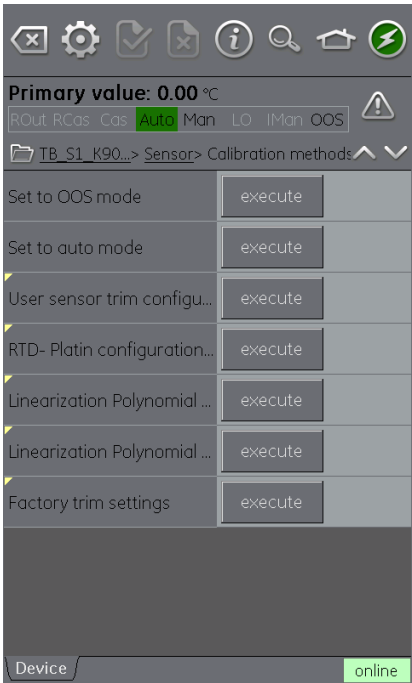 Primary value: 0.00 °C
ROut RCas Cas Auto Man LO IMan OOS
TB_S1_K90...> Sensor> Calibration methods
Set to OOS mode execute
Set to auto mode execute
User sensor trim configu... execute
RTD- Platin configuration... execute
Linearization Polynomial ... execute
Linearization Polynomial ... execute
Factory trim settings execute
Device online